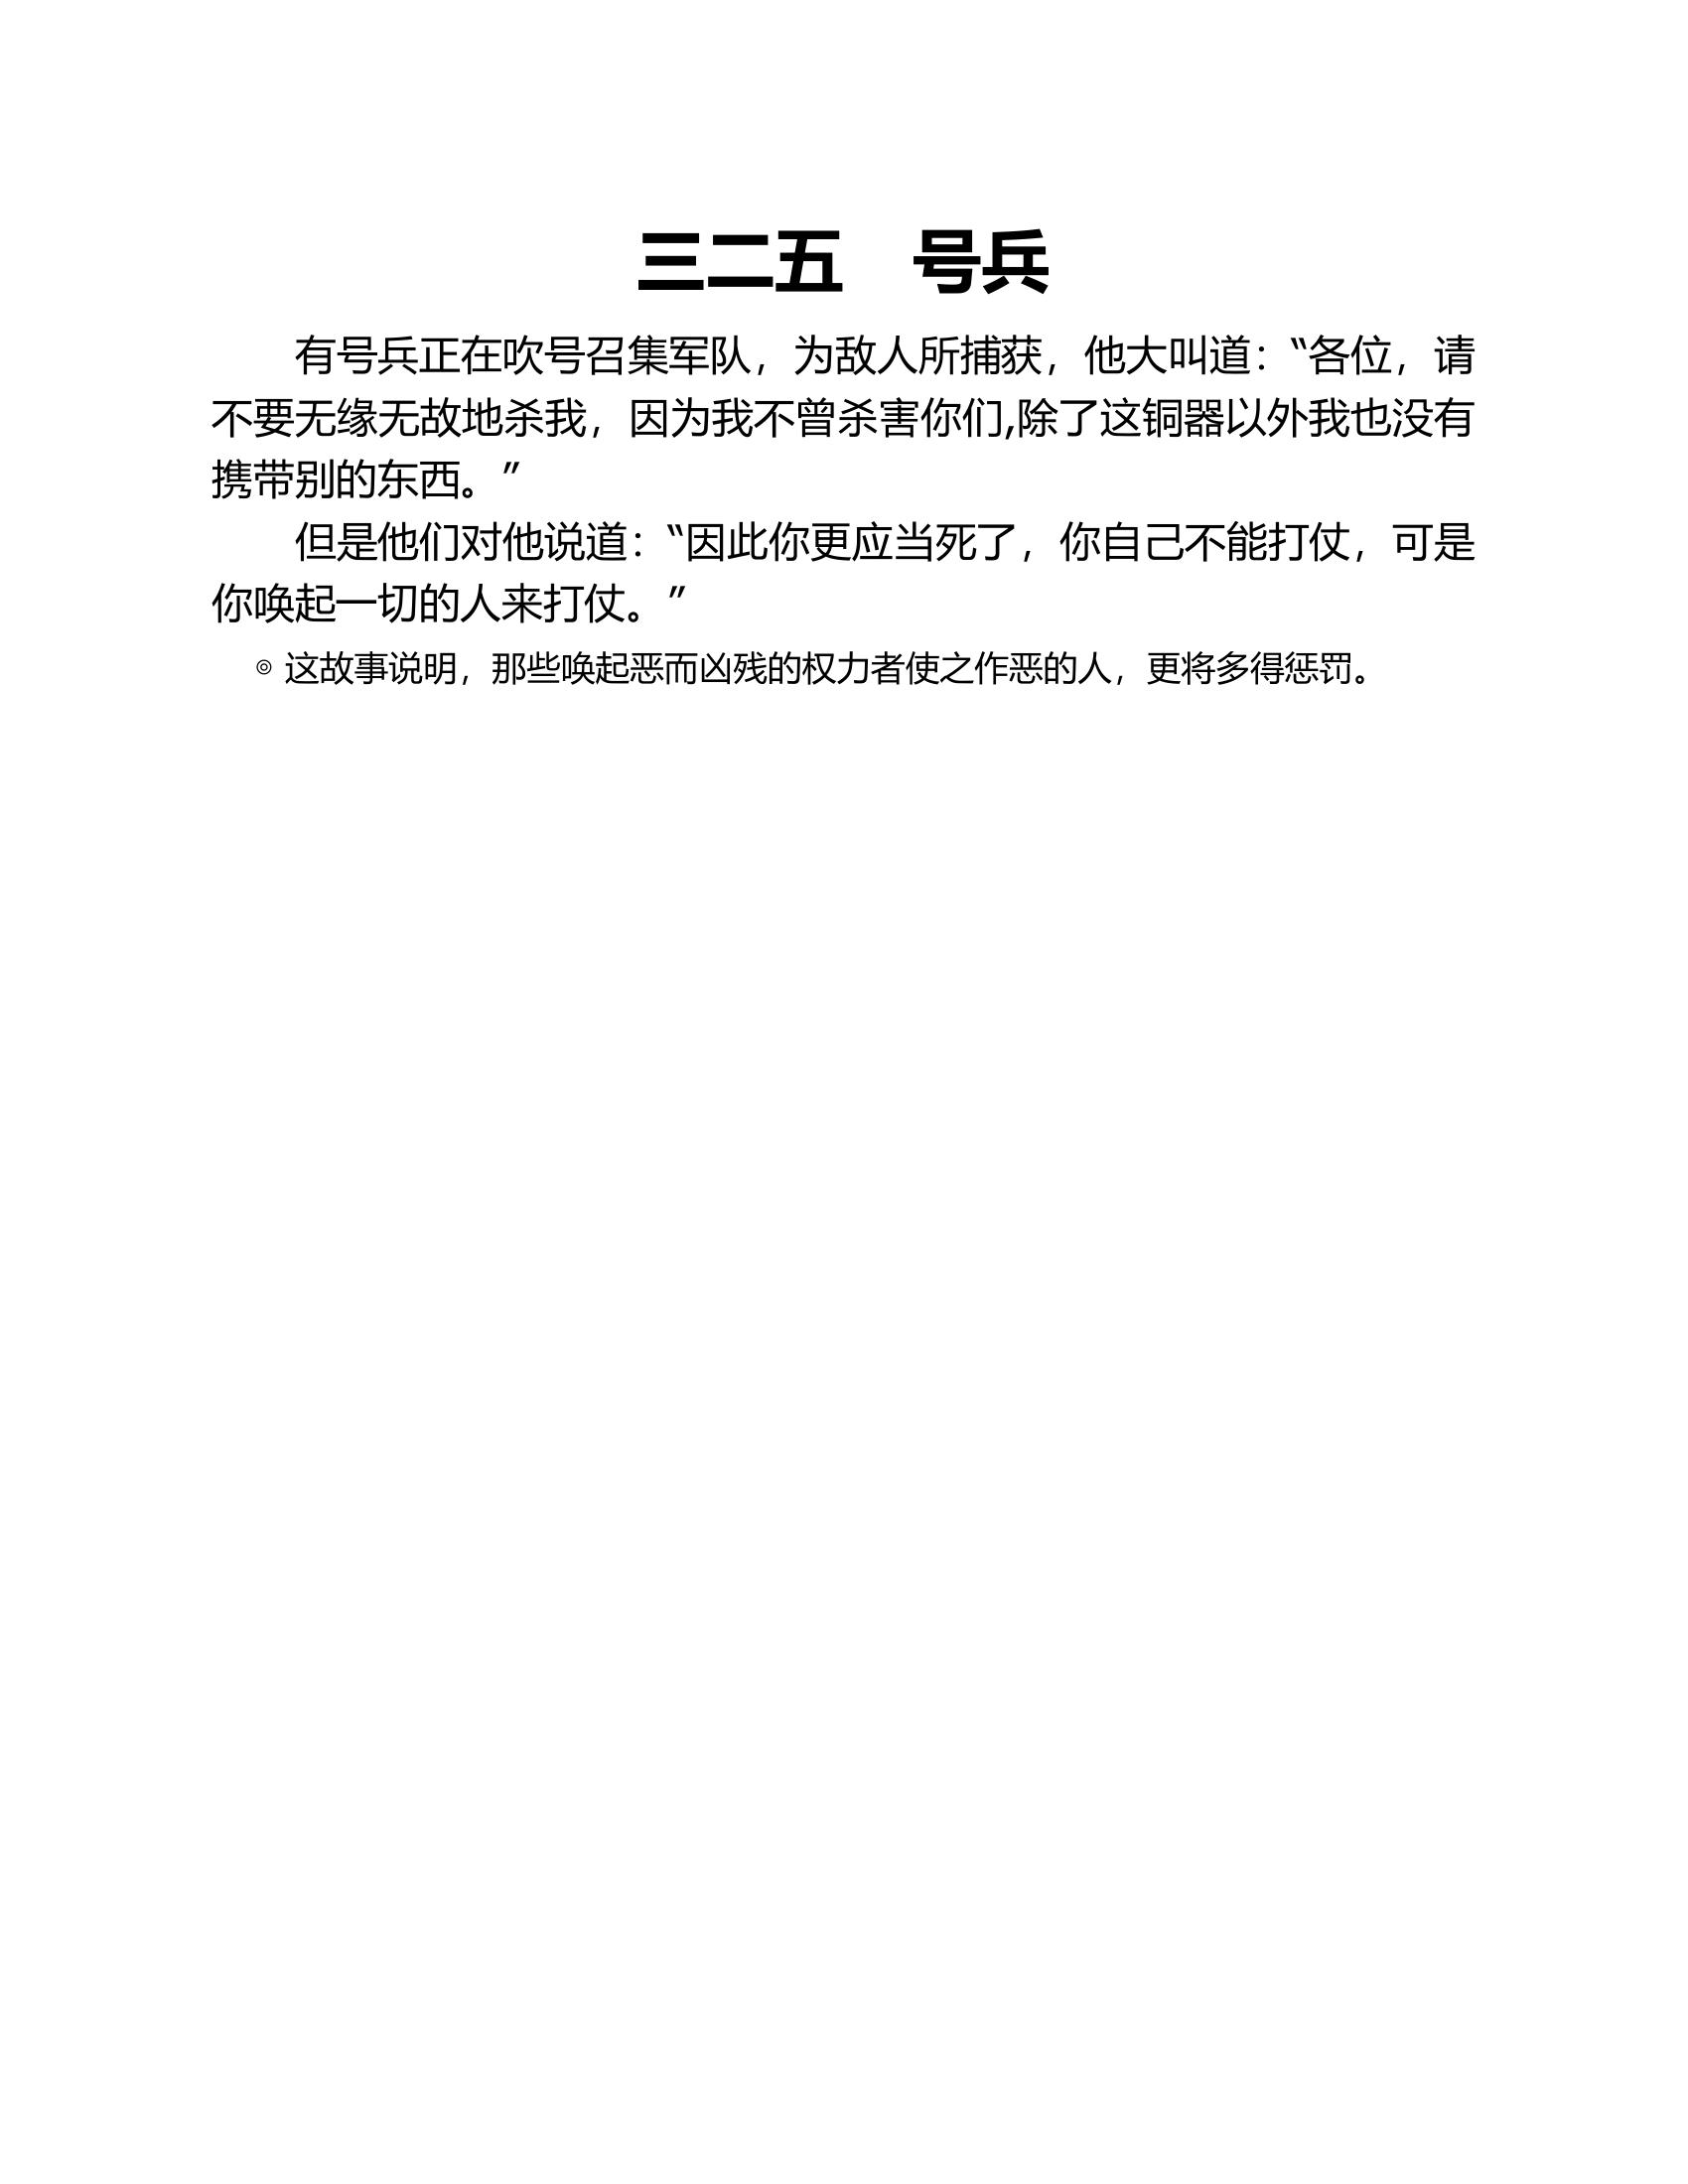 三二五　号兵
有号兵正在吹号召集军队，为敌人所捕获，他大叫道：“各位，请
不要无缘无故地杀我，因为我不曾杀害你们,除了这铜器以外我也没有
携带别的东西。”
但是他们对他说道：“因此你更应当死了，你自己不能打仗，可是
你唤起一切的人来打仗。”
◎ 这故事说明，那些唤起恶而凶残的权力者使之作恶的人，更将多得惩罚。